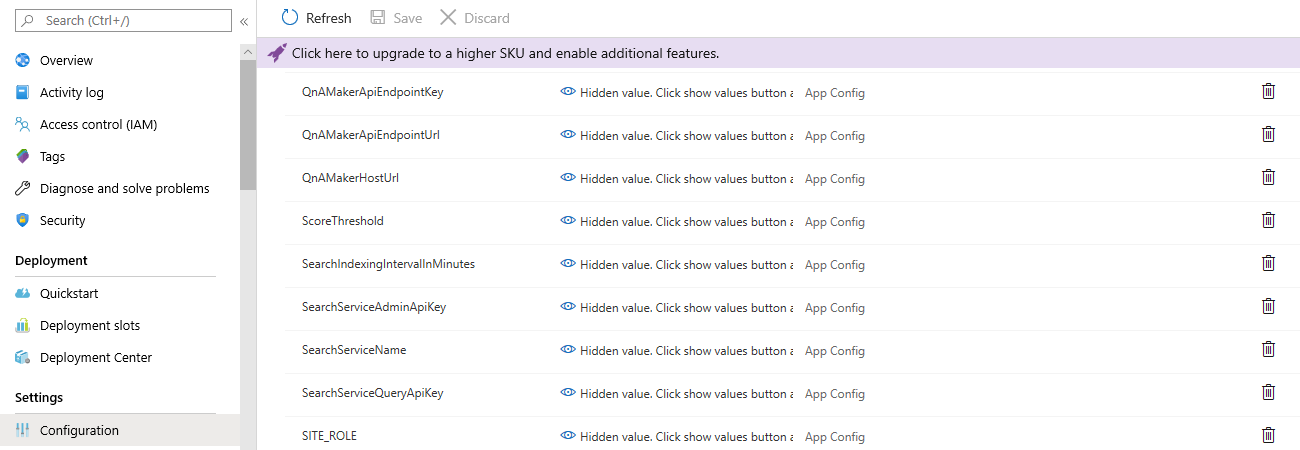 Search (Ctrl+/)
«
Overview
Activity log
Access control (IAM)
Tags
Diagnose and solve problems
Security
Deployment
Quickstart
Deployment slots
Deployment Center
Settings
Configuration
Refresh Save Discard
Click here to upgrade to a higher SKU and enable additional features.
QnAMakerApiEndpointKey Hidden value. Click show values button a App Config
QnAMakerApiEndpointUrl Hidden value. Click show values button a App Config
QnAMakerHostUrl Hidden value. Click show values button a App Config
ScoreThreshold Hidden value. Click show values button a App Config
SearchIndexingIntervalInMinutes Hidden value. Click show values button a App Config
SearchServiceAdminApiKey Hidden value. Click show values button a App Config
SearchServiceName Hidden value. Click show values button a App Config
SearchServiceQueryApiKey Hidden value. Click show values button a App Config
SITE_ROLE Hidden value. Click show values button a App Config